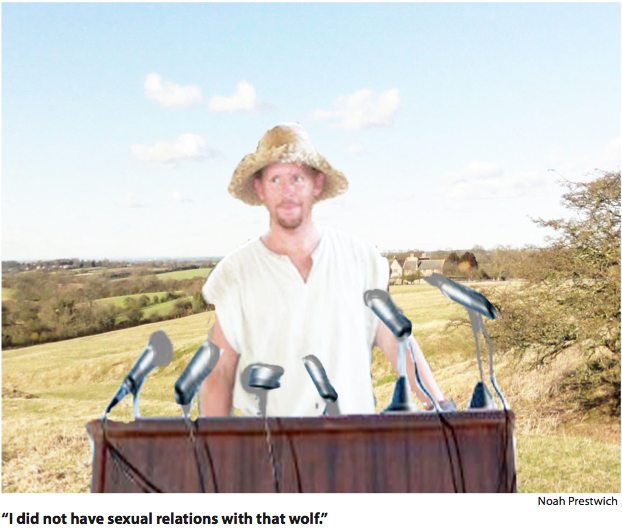 Noah Prestwich
“I did not have sexual relations with that wolf.”